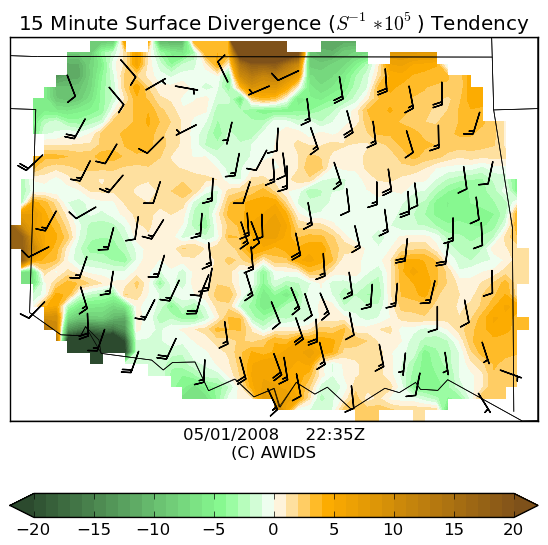 15 Minute Surface Divergence (S⁻¹ *10⁵ ) Tendency
05/01/2008 22:35Z
(C) AWIDS
−20 −15 −10 −5 0 5 10 15 20